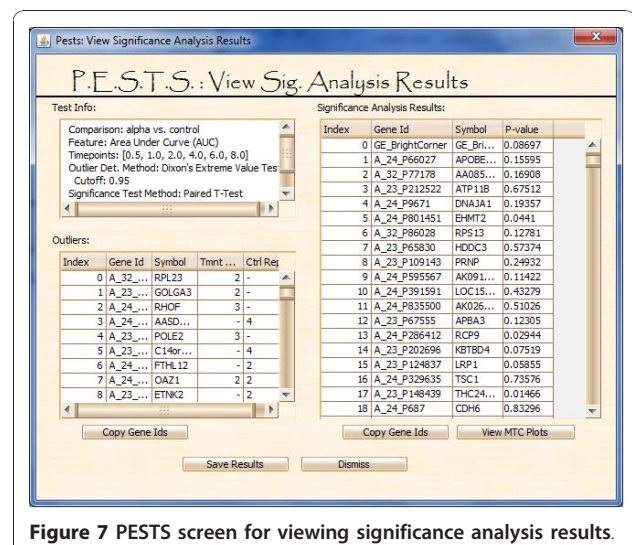 Pests: View Significance Analysis Results
P.E.S.T.S. : View Sig. Analysis Results
Test Info:
Comparison: alpha vs. control
Feature: Area Under Curve (AUC)
Timepoints: [0.5, 1.0, 2.0, 4.0, 6.0, 8.0]
Outlier Det. Method: Dixon's Extreme Value Tes
Cutoff: 0.95
Significance Test Method: Paired T-Test
Outliers:
Index Gene Id Symbol Tmnt ... Ctrl Rep
0 A_32_... RPL23 2 -
1 A_23_... GOLGA3 2 -
2 A_24_... RHOF 3 -
3 A_24_... AASD... - 4
4 A_23_... POLE2 3 -
5 A_23_... C14or... - 4
6 A_24_... FTHL12 - 2
7 A_24_... OAZ1 2 2
8 A_23_... ETNK2 - 2
Copy Gene Ids
Significance Analysis Results:
Index Gene Id Symbol P-value
0 GE_BrightCorner GE_Bri... 0.08697
1 A_24_P66027 APOBE... 0.15595
2 A_32_P77178 AA085... 0.16908
3 A_23_P212522 ATP11B 0.67512
4 A_24_P9671 DNAJA1 0.19357
5 A_24_P801451 EHMT2 0.0441
6 A_32_P86028 RPS13 0.12781
7 A_23_P65830 HDDC3 0.57374
8 A_23_P109143 PRNP 0.24932
9 A_24_P595567 AK091... 0.11422
10 A_24_P391591 LOC15... 0.43279
11 A_24_P835500 AK026... 0.51026
12 A_23_P67555 APBA3 0.12305
13 A_24_P286412 RCP9 0.02944
14 A_23_P202696 KBTBD4 0.07519
15 A_23_P124837 LRP1 0.05855
16 A_24_P329635 TSC1 0.73576
17 A_23_P148439 THC24... 0.01466
18 A_24_P687 CDH6 0.83296
Copy Gene Ids View MTC Plots
Save Results Dismiss
Figure 7 PESTS screen for viewing significance analysis results.